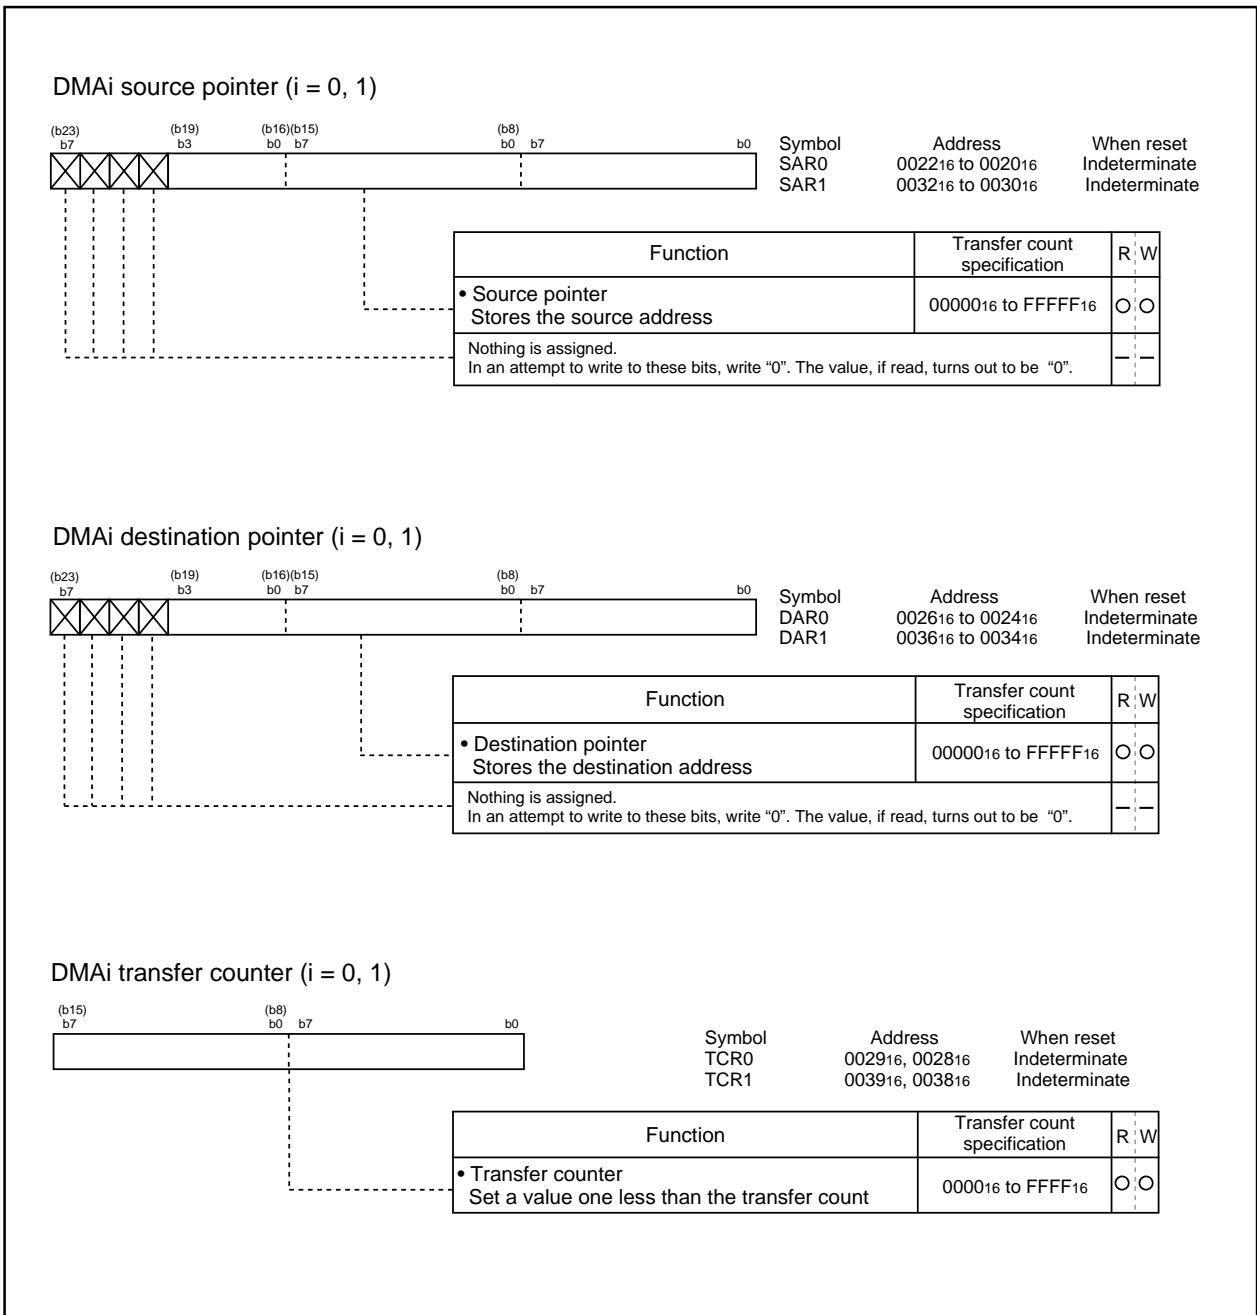 DMAi source pointer (i = 0, 1)
(b23) (b19) (b16)(b15) (b8)
b7 b3 b0 b7 b0 b7 b0
Symbol Address When reset
SAR0 002216 to 002016 Indeterminate
SAR1 003216 to 003016 Indeterminate
Function Transfer count specification R W
• Source pointer
Stores the source address 0000016 to FFFFF16
Nothing is assigned.
In an attempt to write to these bits, write “0”. The value, if read, turns out to be “0”.
DMAi destination pointer (i = 0, 1)
(b23) (b19) (b16)(b15) (b8)
b7 b3 b0 b7 b0 b7 b0
Symbol Address When reset
DAR0 002616 to 002416 Indeterminate
DAR1 003616 to 003416 Indeterminate
Function Transfer count specification R W
• Destination pointer
Stores the destination address 0000016 to FFFFF16
Nothing is assigned.
In an attempt to write to these bits, write “0”. The value, if read, turns out to be “0”.
DMAi transfer counter (i = 0, 1)
(b15) (b8)
b7 b0 b7 b0
Symbol Address When reset
TCR0 002916, 002816 Indeterminate
TCR1 003916, 003816 Indeterminate
Function Transfer count specification R W
• Transfer counter
Set a value one less than the transfer count 000016 to FFFF16